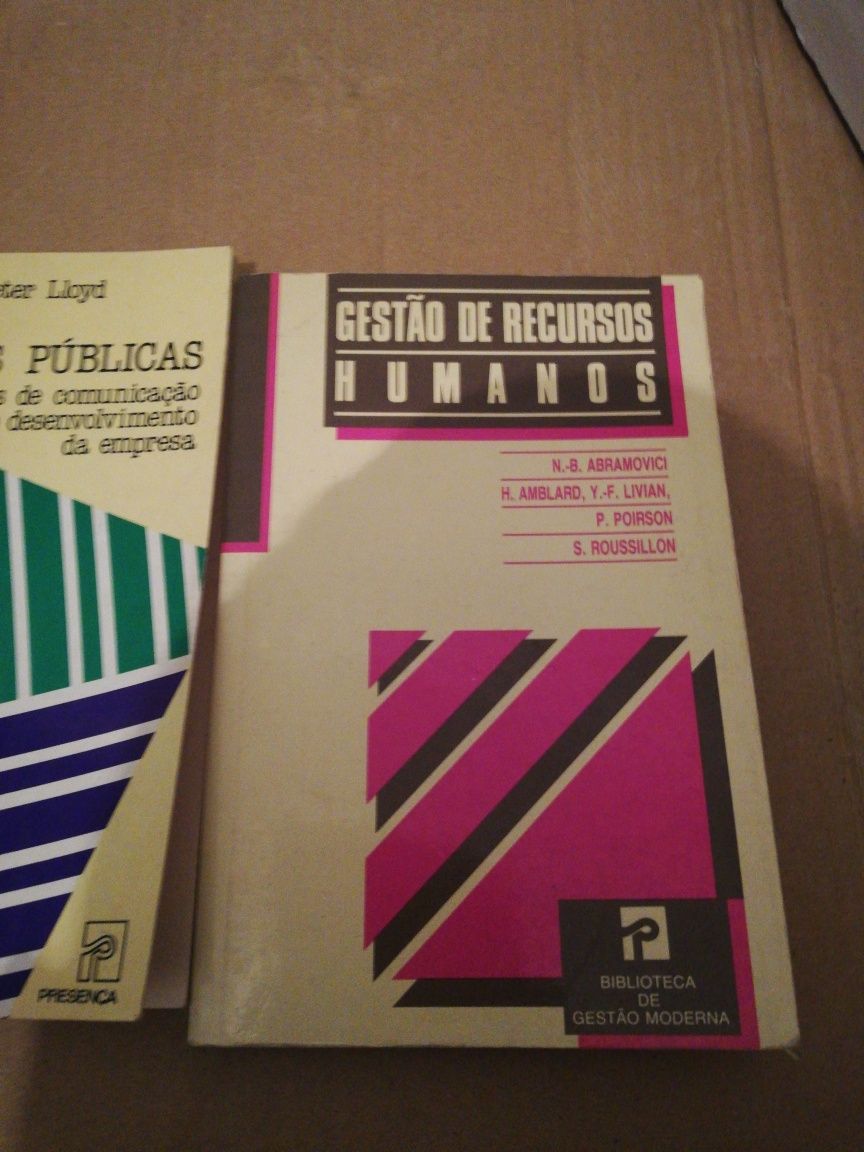 Lloyd
PÚBLICAS
de comunicação
desenvolvimento
da empresa
PRESENÇA
GESTÃO DE RECURSOS
HUMANOS
N.-B. ABRAMOVICI
H. AMBLARD, Y.-F. LIVIAN,
P. POIRSON
S. ROUSSILLON
P
BIBLIOTECA
DE
GESTÃO MODERNA